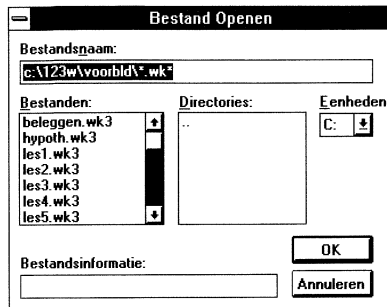 Bestand Openen
Bestandsnaam:
c:\123w\voorbld\*.wk*
Bestanden:
beleggen.wk3
hypoth.wk3
les1.wk3
les2.wk3
les3.wk3
les4.wk3
les5.wk3
Directories:
..
Eenheden
C:
OK
Bestandsinformatie:
Annuleren